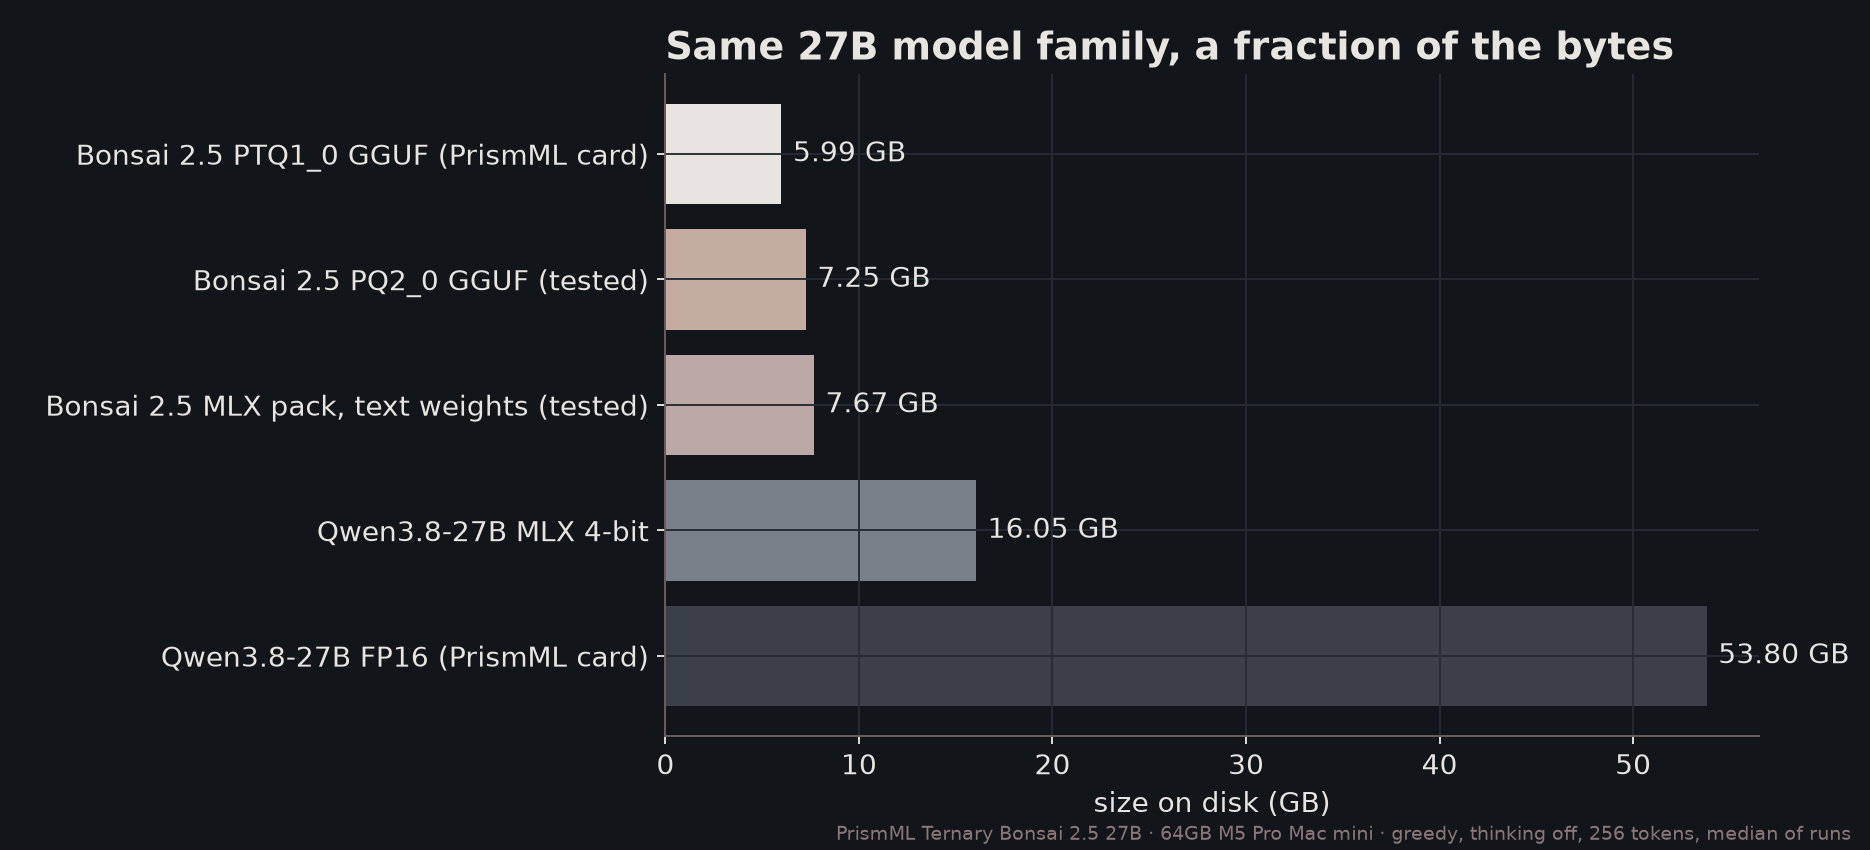 Same 27B model family, a fraction of the bytes
Bonsai 2.5 PTQ1_0 GGUF (PrismML card)
5.99 GB
Bonsai 2.5 PQ2_0 GGUF (tested)
7.25 GB
Bonsai 2.5 MLX pack, text weights (tested)
7.67 GB
Qwen3.8-27B MLX 4-bit
16.05 GB
Qwen3.8-27B FP16 (PrismML card)
53.80 GB
0 10 20 30 40 50
size on disk (GB)
PrismML Ternary Bonsai 2.5 27B · 64GB M5 Pro Mac mini · greedy, thinking off, 256 tokens, median of runs